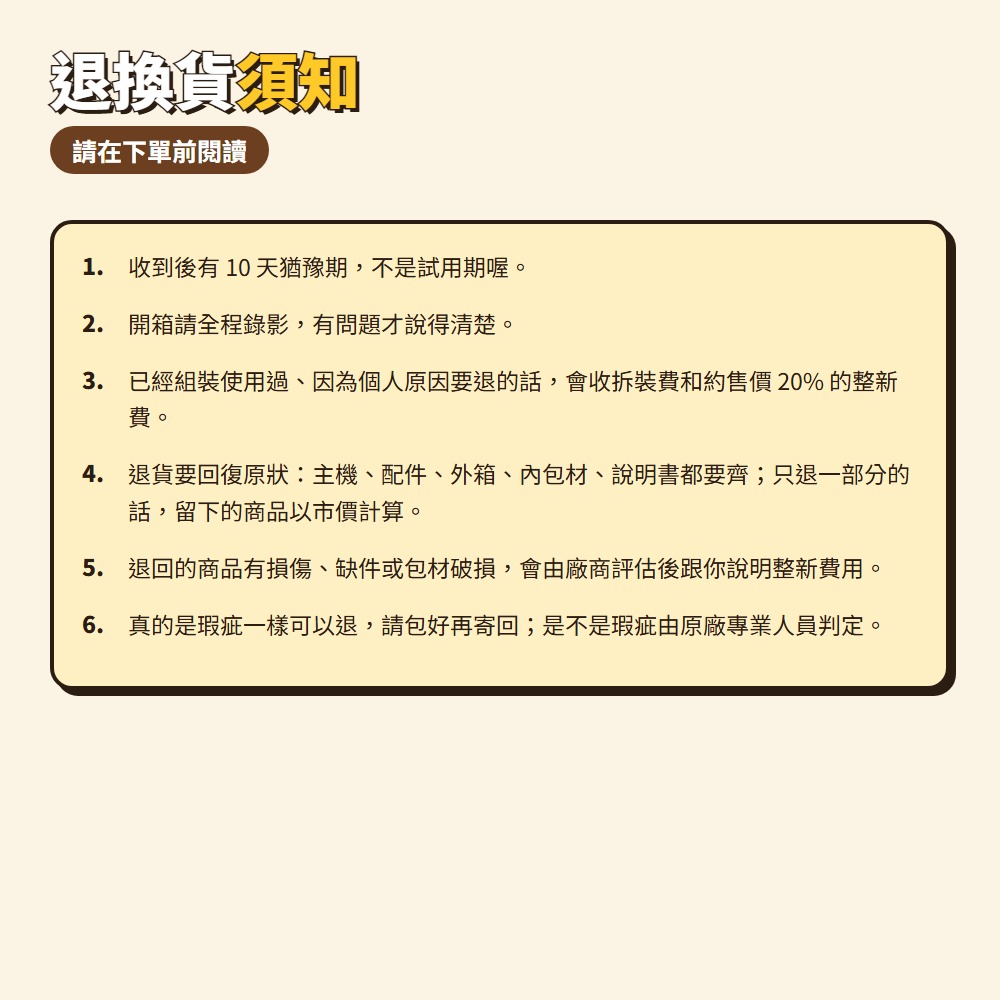 退換貨須知
請在下單前閱讀
1. 收到後有 10 天猶豫期，不是試用期喔。
2. 開箱請全程錄影，有問題才說得清楚。
3. 已經組裝使用過、因為個人原因要退的話，會收拆裝費和約售價 20% 的整新
費。
4. 退貨要回復原狀：主機、配件、外箱、內包材、說明書都要齊；只退一部分的
話，留下的商品以市價計算。
5. 退回的商品有損傷、缺件或包材破損，會由廠商評估後跟你說明整新費用。
6. 真的是瑕疵一樣可以退，請包好再寄回；是不是瑕疵由原廠專業人員判定。